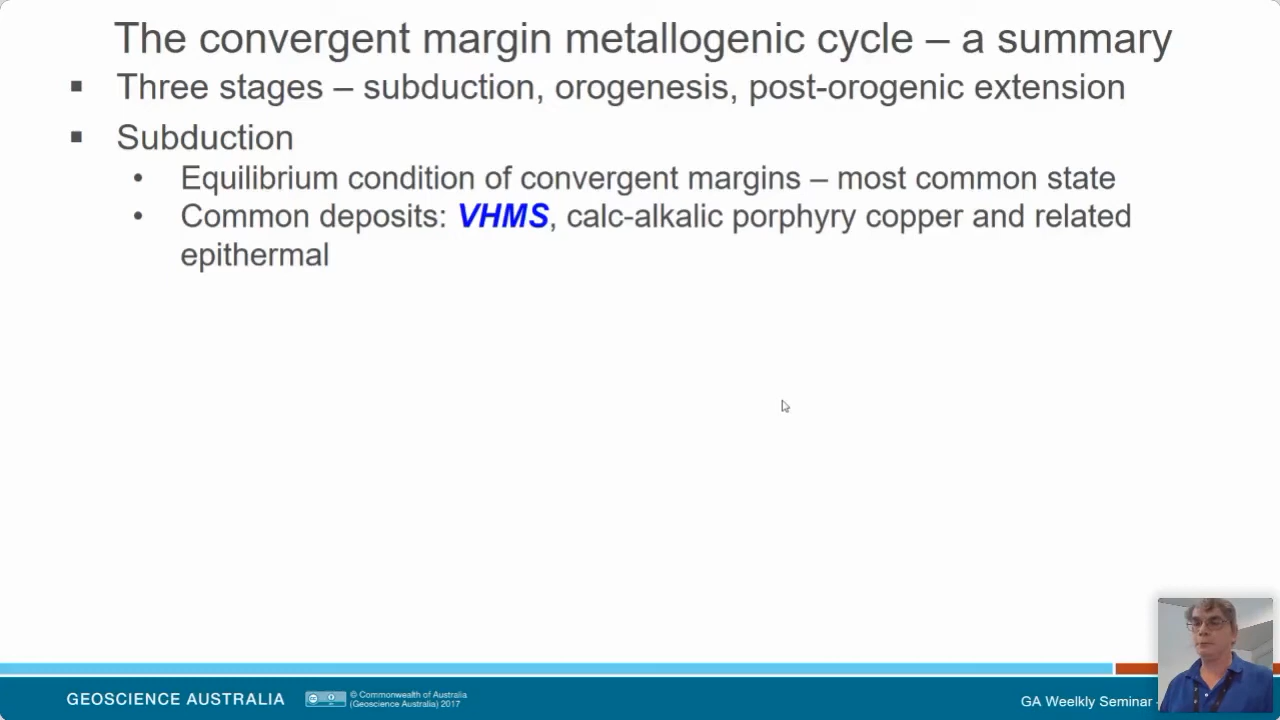 The convergent margin metallogenic cycle – a summary
▪ Three stages – subduction, orogenesis, post-orogenic extension
▪ Subduction
• Equilibrium condition of convergent margins – most common state
• Common deposits: VHMS, calc-alkalic porphyry copper and related
epithermal
GEOSCIENCE AUSTRALIA
© Commonwealth of Australia
(Geoscience Australia) 2017
GA Weelkly Seminar